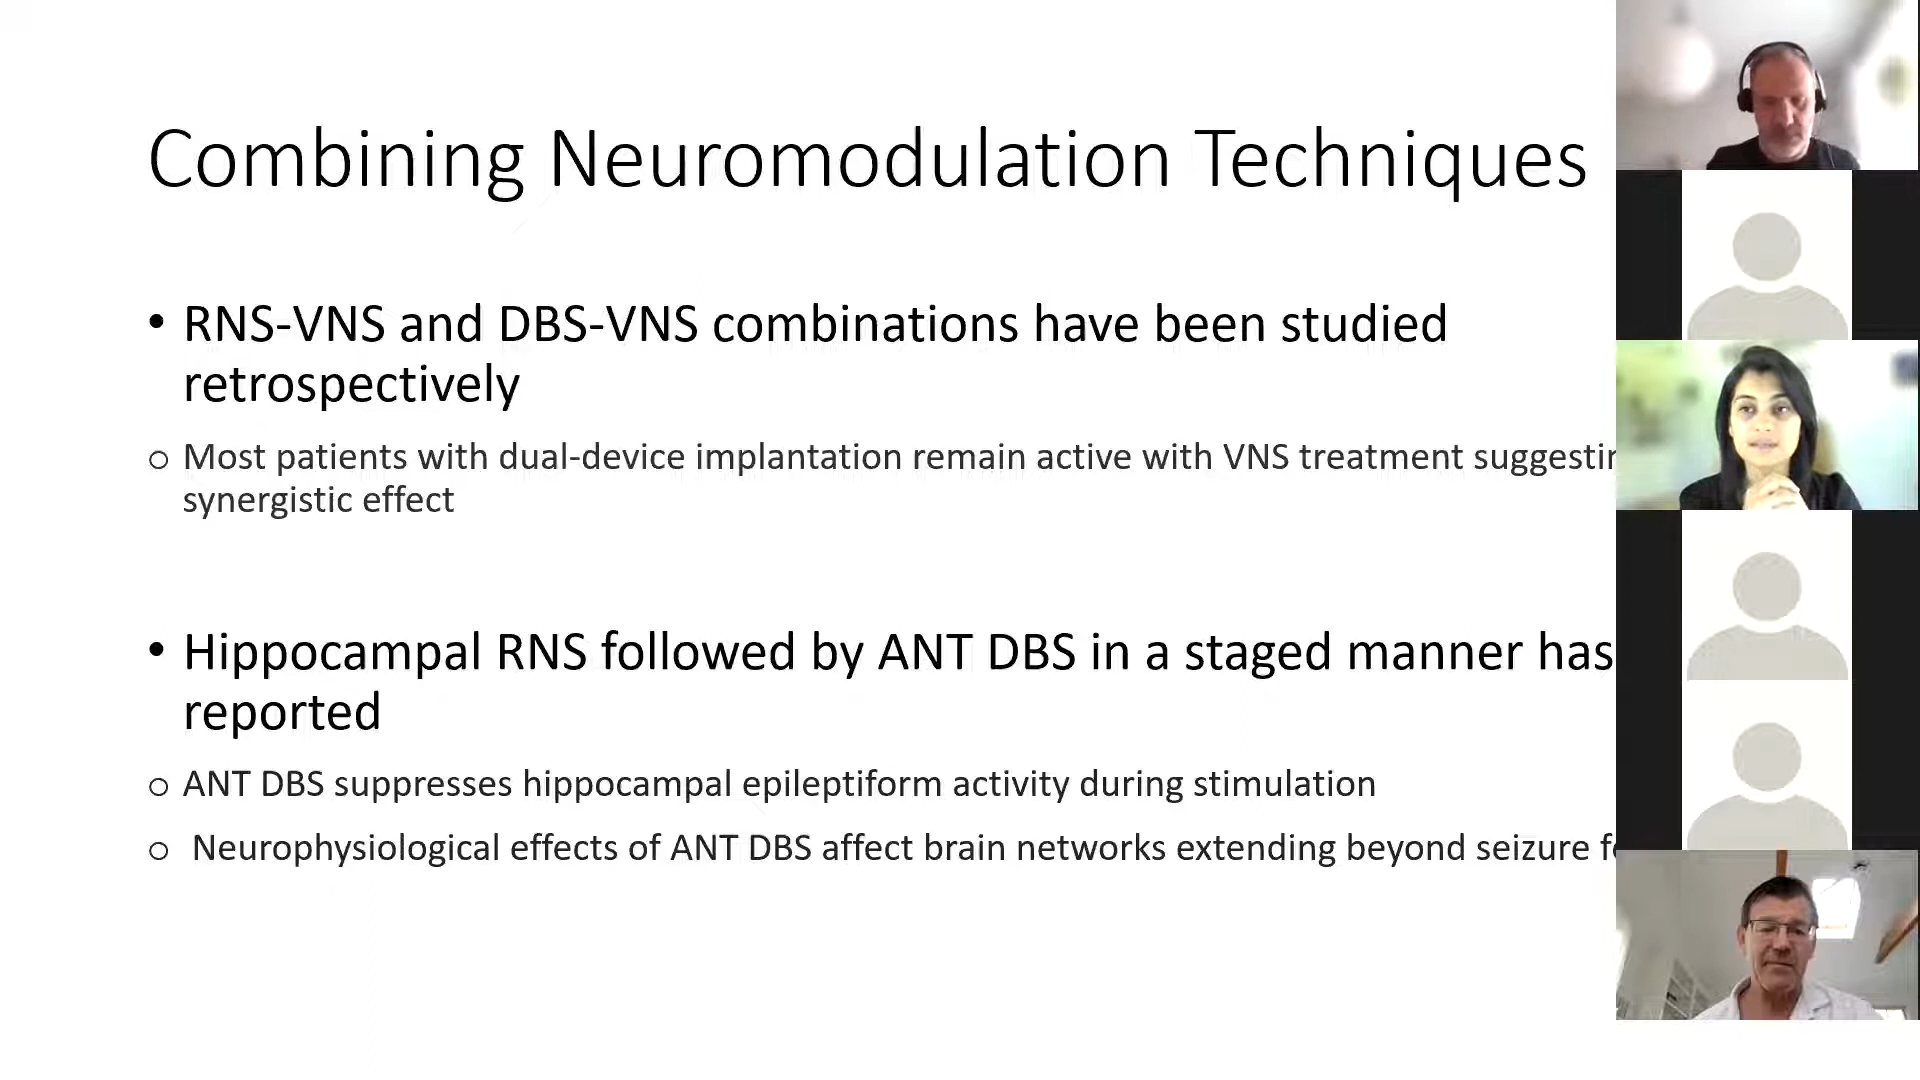 Combining Neuromodulation Techniques
• RNS-VNS and DBS-VNS combinations have been studied
retrospectively
o Most patients with dual-device implantation remain active with VNS treatment
synergistic effect
• Hippocampal RNS followed by ANT DBS in a staged manner has
reported
o ANT DBS suppresses hippocampal epileptiform activity during stimulation
o Neurophysiological effects of ANT DBS affect brain networks extending beyond seizure